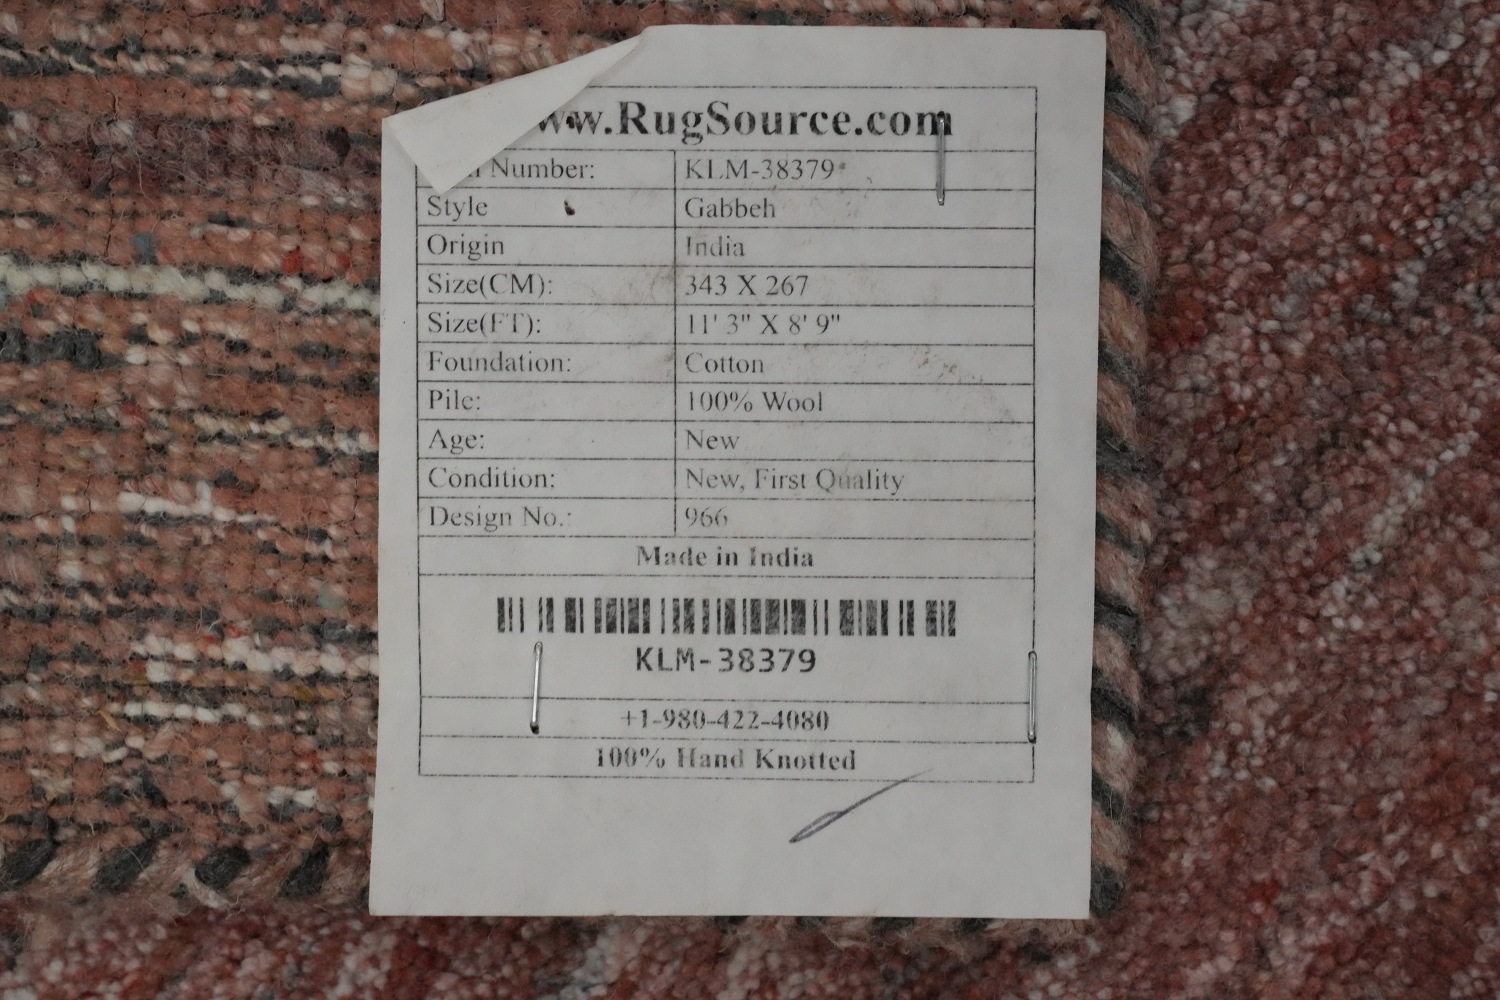 ww.RugSource.com
Number: KLM-38379
Style Gabbeh
Origin India
Size(CM): 343 X 267
Size(FT): 11' 3" X 8' 9"
Foundation: Cotton
Pile: 100% Wool
Age: New
Condition: New, First Quality
Design No.: 966
Made in India
KLM-38379
+1-980-422-4080
100% Hand Knotted